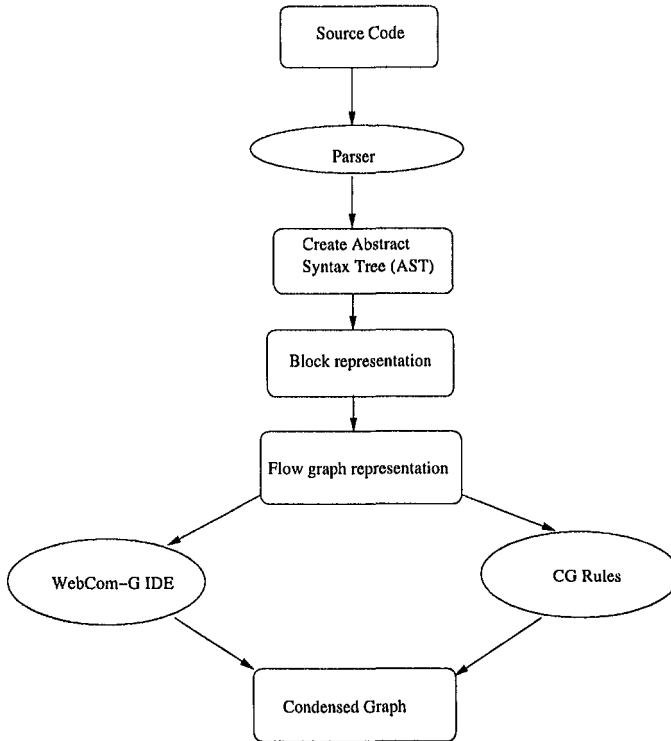 Source Code
Parser
Create Abstract
Syntax Tree (AST)
Block representation
Flow graph representation
WebCom-G IDE
CG Rules
Condensed Graph